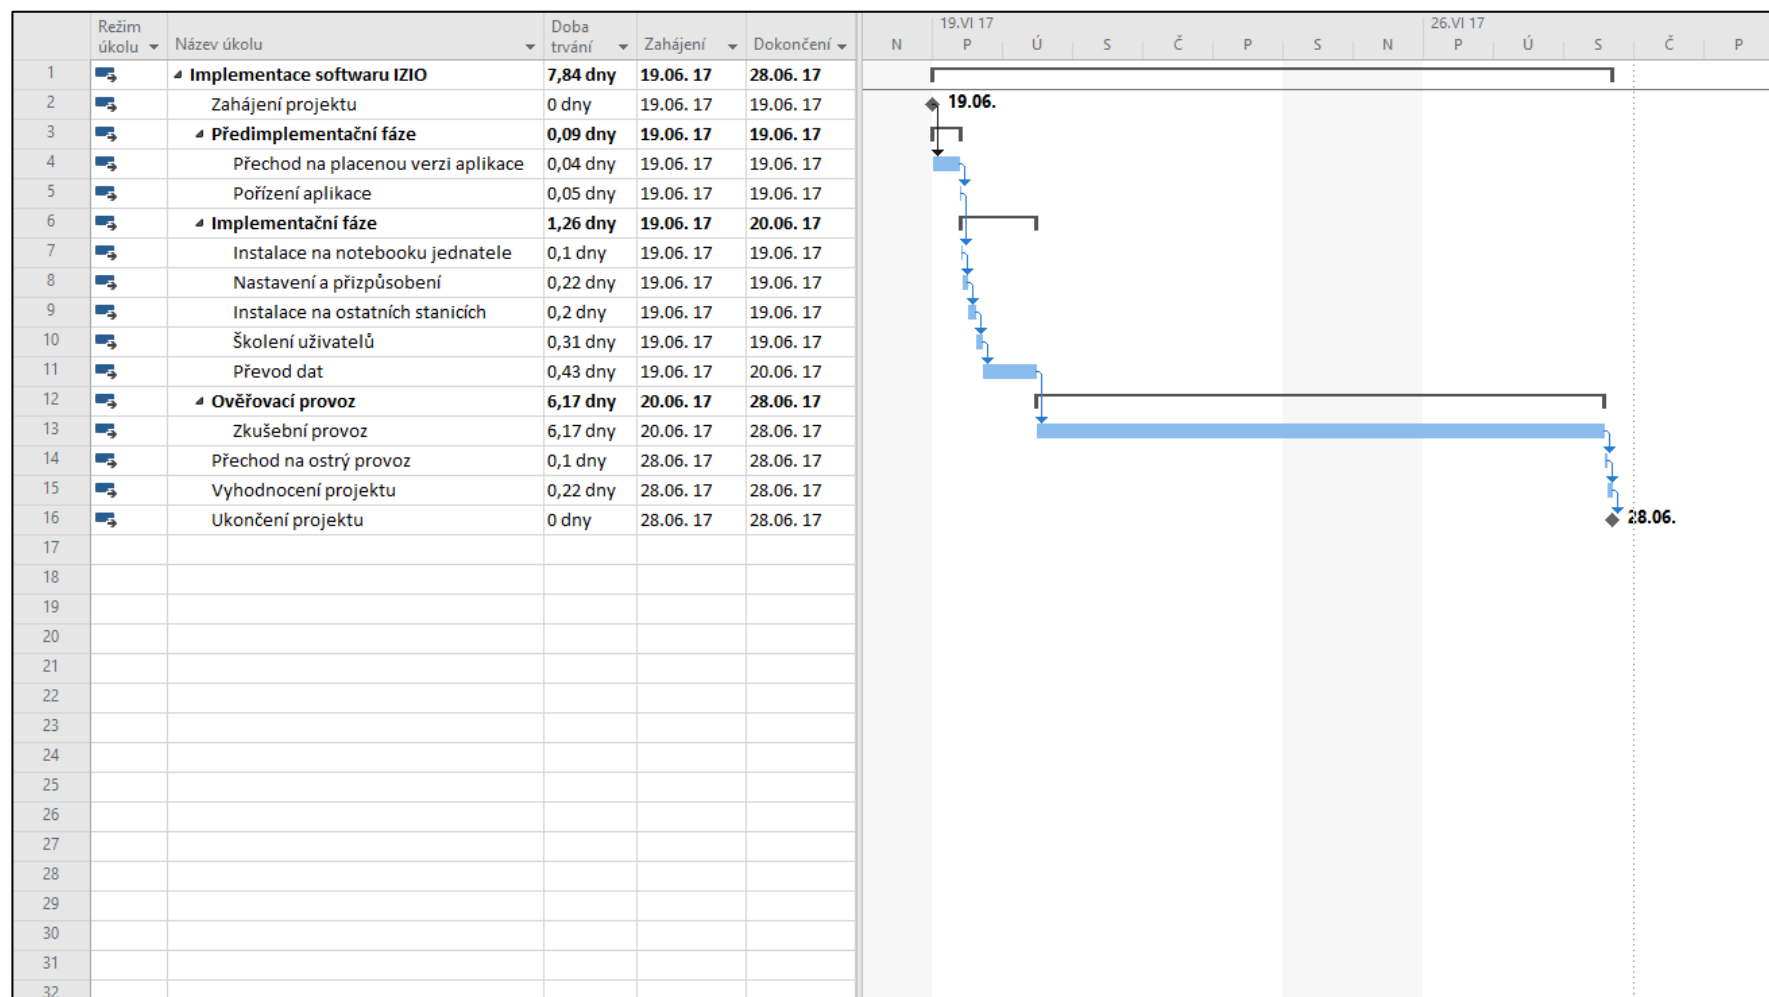 Režim úkolu Název úkolu Doba trvání Zahájení Dokončení
19.VI 17 26.VI 17
N P Ú S Č P S N P Ú S Č P
1 Implementace softwaru IZIO 7,84 dny 19.06. 17 28.06. 17
2 Zahájení projektu 0 dny 19.06. 17 19.06. 17 19.06.
3 Předimplementační fáze 0,09 dny 19.06. 17 19.06. 17
4 Přechod na placenou verzi aplikace 0,04 dny 19.06. 17 19.06. 17
5 Pořízení aplikace 0,05 dny 19.06. 17 19.06. 17
6 Implementační fáze 1,26 dny 19.06. 17 20.06. 17
7 Instalace na notebooku jednatele 0,1 dny 19.06. 17 19.06. 17
8 Nastavení a přizpůsobení 0,22 dny 19.06. 17 19.06. 17
9 Instalace na ostatních stanicích 0,2 dny 19.06. 17 19.06. 17
10 Školení uživatelů 0,31 dny 19.06. 17 19.06. 17
11 Převod dat 0,43 dny 19.06. 17 20.06. 17
12 Ověřovací provoz 6,17 dny 20.06. 17 28.06. 17
13 Zkušební provoz 6,17 dny 20.06. 17 28.06. 17
14 Přechod na ostrý provoz 0,1 dny 28.06. 17 28.06. 17
15 Vyhodnocení projektu 0,22 dny 28.06. 17 28.06. 17
16 Ukončení projektu 0 dny 28.06. 17 28.06. 17 28.06.
17
18
19
20
21
22
23
24
25
26
27
28
29
30
31
32